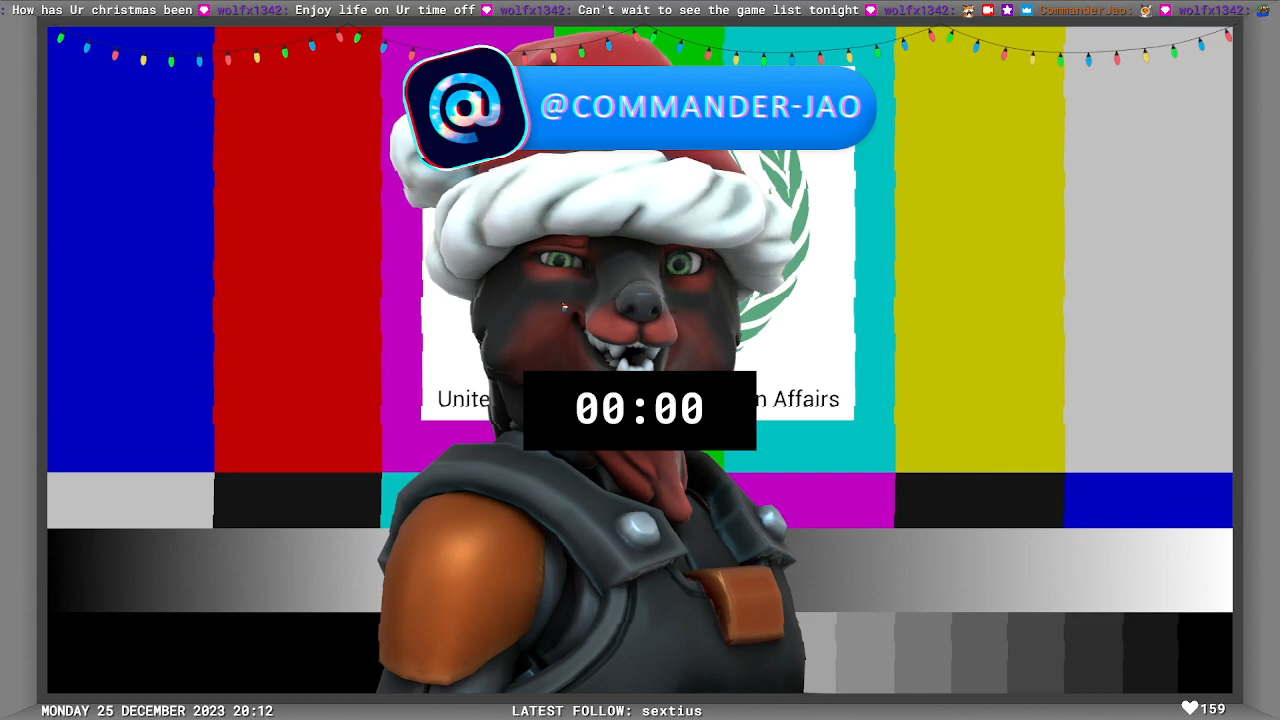 : How has Ur christmas been wolfx1342: Enjoy life on Ur time off wolfx1342: Can't wait to see the game list tonight wolfx1342: CommanderJao: wolfx1342:
@
@COMMANDER-JAO
Unite
n Affairs
00:00
MONDAY 25 DECEMBER 2023 20:12
LATEST FOLLOW: sextius
159